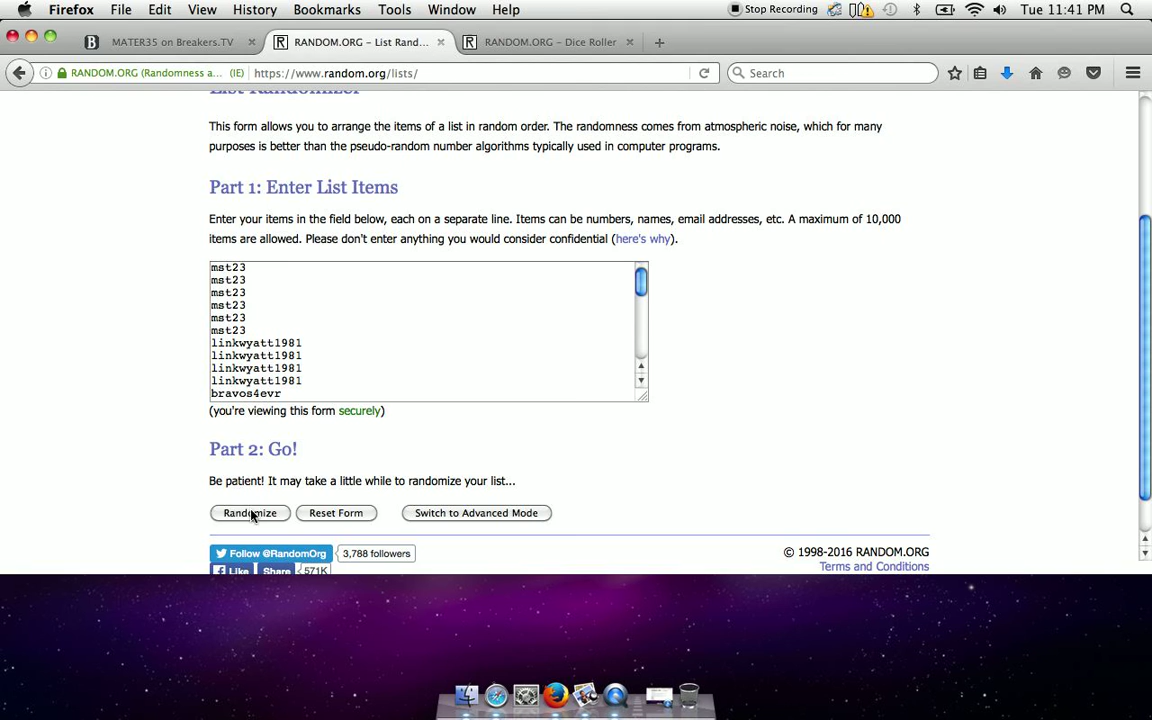 Firefox File Edit View History Bookmarks Tools Window Help Stop Recording Tue 11:41 PM
MATER35 on Breakers.TV RANDOM.ORG - List Rand... RANDOM.ORG - Dice Roller
RANDOM.ORG (Randomness a... (IE) https://www.random.org/lists/ Search
List Randomizer
This form allows you to arrange the items of a list in random order. The randomness comes from atmospheric noise, which for many
purposes is better than the pseudo-random number algorithms typically used in computer programs.
Part 1: Enter List Items
Enter your items in the field below, each on a separate line. Items can be numbers, names, email addresses, etc. A maximum of 10,000
items are allowed. Please don't enter anything you would consider confidential (here's why).
mst23
mst23
mst23
mst23
mst23
mst23
linkwyatt1981
linkwyatt1981
linkwyatt1981
linkwyatt1981
bravos4evr
(you're viewing this form securely)
Part 2: Go!
Be patient! It may take a little while to randomize your list...
Randomize Reset Form Switch to Advanced Mode
Follow @RandomOrg 3,788 followers
© 1998-2016 RANDOM.ORG
Like Share 571K
Terms and Conditions